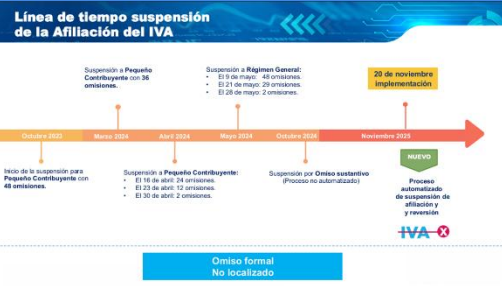 Línea de tiempo suspensión
de la Afiliación del IVA
Suspensión a Pequeño
Contribuyente con 36
omisiones.
Suspensión a Régimen General:
• El 9 de mayo: 48 omisiones.
• El 21 de mayo: 29 omisiones.
• El 28 de mayo: 2 omisiones.
20 de noviembre
implementación
Octubre 2023
Marzo 2024
Abril 2024
Mayo 2024
Octubre 2024
Noviembre 2025
Inicio de la suspensión para
Pequeño Contribuyente con
48 omisiones.
Suspensión a Pequeño Contribuyente:
• El 16 de abril: 24 omisiones.
• El 23 de abril: 12 omisiones.
• El 30 de abril: 2 omisiones.
Suspensión por Omiso sustantivo
(Proceso no automatizado)
NUEVO
Proceso
automatizado
de suspensión de
afiliación y
y reversión
IVA X
Omiso formal
No localizado